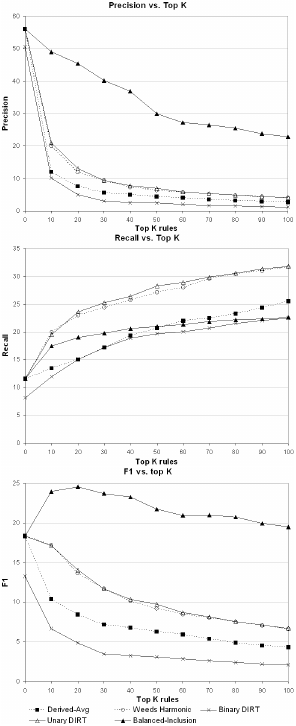 Precision vs. Top K
60
50
40
30
20
10
0
Precision
0 10 20 30 40 50 60 70 80 90 100
Top K rules
Recall vs. Top K
35
30
25
20
15
10
5
0
Recall
0 10 20 30 40 50 60 70 80 90 100
Top K rules
F1 vs. top K
25
20
15
10
5
0
F1
0 10 20 30 40 50 60 70 80 90 100
Top K rules
Derived-Avg Weeds Harmonic Binary DIRT
Unary DIRT Balanced-Inclusion